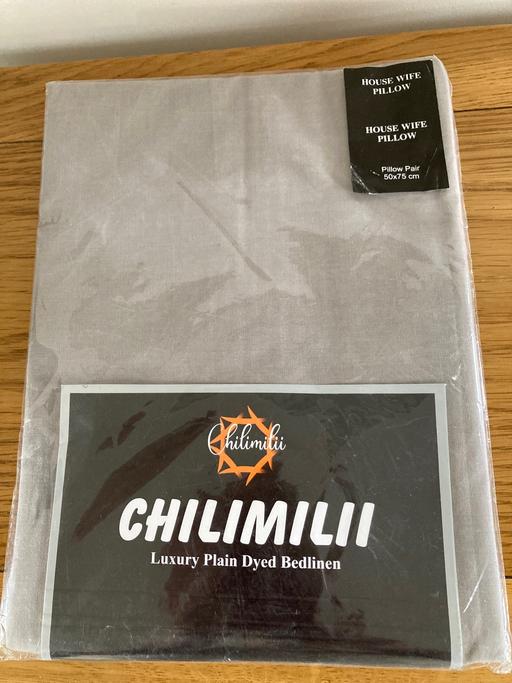 HOUSE WIFE
PILLOW
HOUSE WIFE
PILLOW
Pillow Pair
50x75 cm
Chilimilii
CHILIMILII
Luxury Plain Dyed Bedlinen